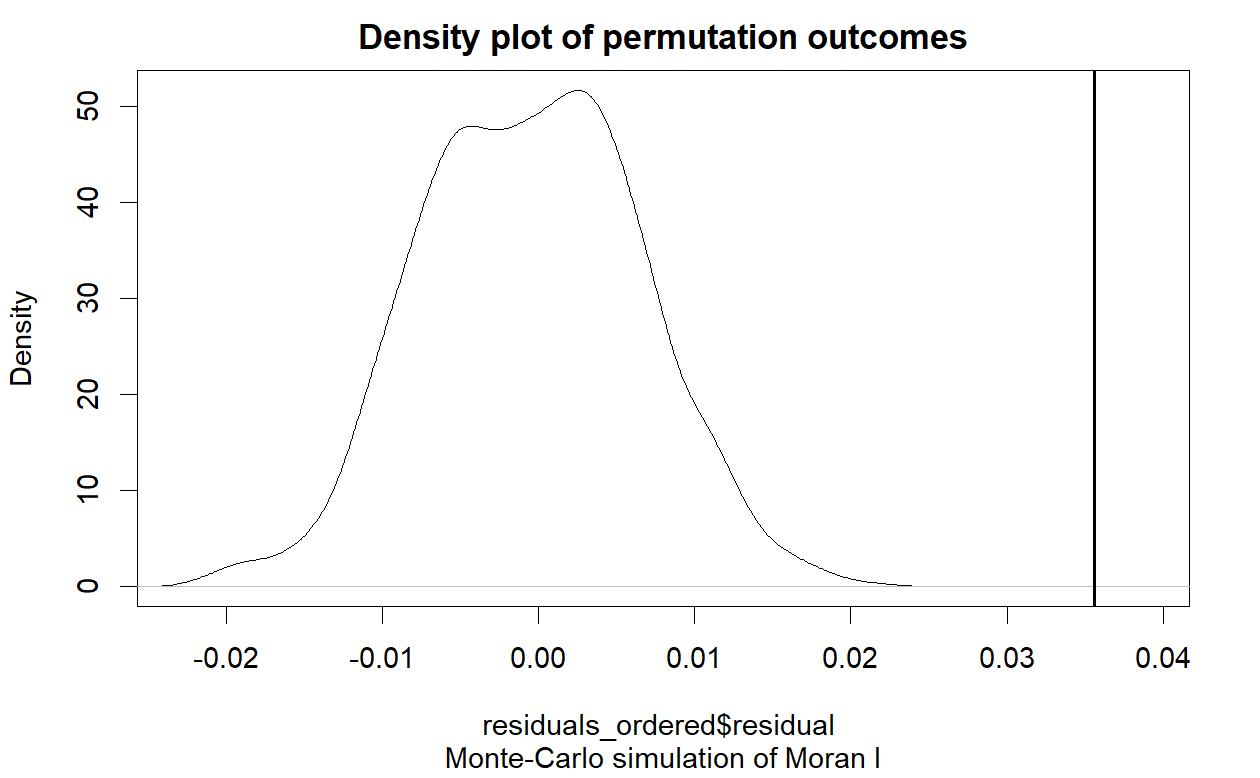 Density plot of permutation outcomes
50
40
30
20
10
0
Density
-0.02 -0.01 0.00 0.01 0.02 0.03 0.04
residuals_ordered$residual
Monte-Carlo simulation of Moran I